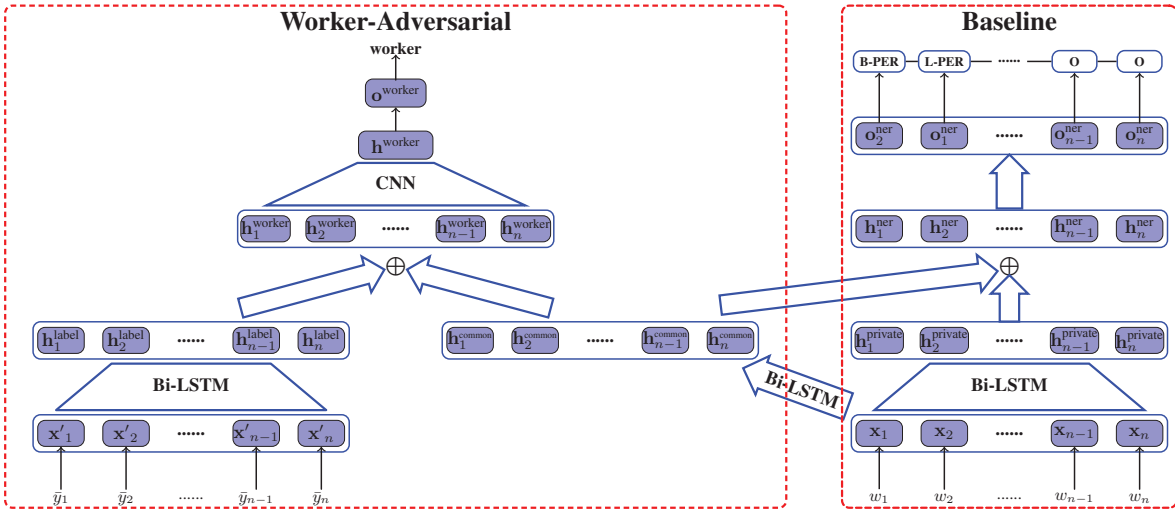 Worker-Adversarial
worker
o^worker
h^worker
CNN
h_1^worker h_2^worker ...... h_{n-1}^worker h_n^worker
⊕
h_1^label h_2^label ...... h_{n-1}^label h_n^label
h_1^common h_2^common ...... h_{n-1}^common h_n^common
Bi-LSTM
x'_1 x'_2 ...... x'_{n-1} x'_n
ȳ_1 ȳ_2 ...... ȳ_{n-1} ȳ_n
Bi-LSTM
Baseline
B-PER L-PER ...... O O
o_2^ner o_1^ner ...... o_{n-1}^ner o_n^ner
h_1^ner h_2^ner ...... h_{n-1}^ner h_n^ner
⊕
h_1^private h_2^private ...... h_{n-1}^private h_n^private
Bi-LSTM
x_1 x_2 ...... x_{n-1} x_n
w_1 w_2 ...... w_{n-1} w_n